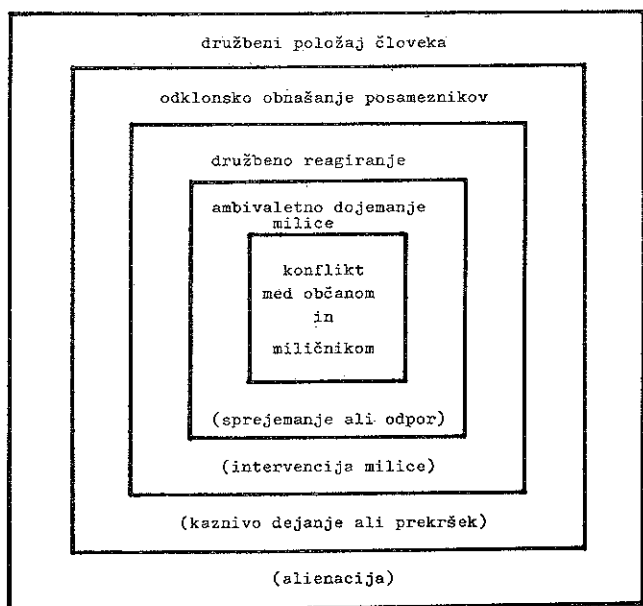 družbeni položaj človeka
odklonsko obnašanje posameznikov
družbeno reagiranje
ambivaletno dojemanje
milice
konflikt
med občanom
in
miličnikom
(sprejemanje ali odpor)
(intervencija milice)
(kaznivo dejanje ali prekršek)
(alienacija)